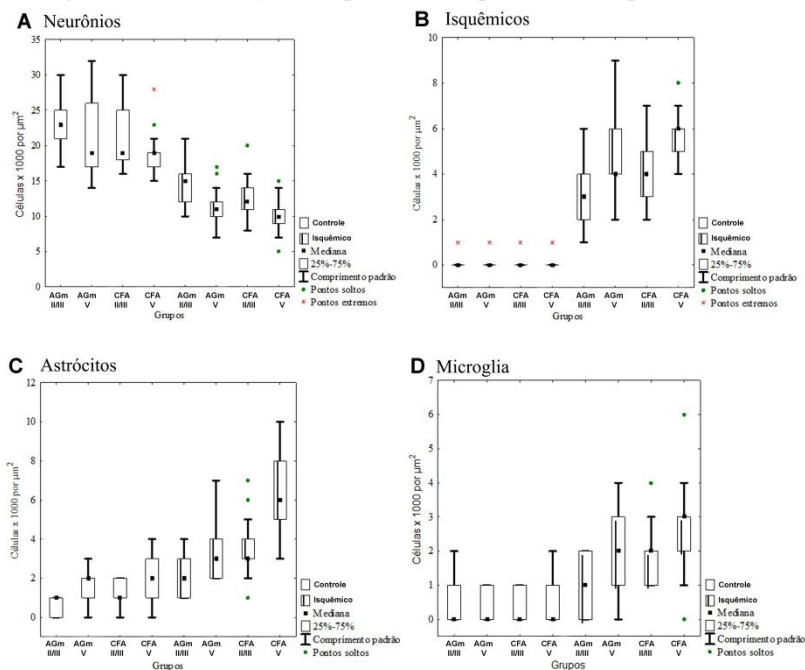 A Neurônios
Células x 1000 por µm²
35
30
25
20
15
10
5
0
AGm II/III
AGm V
CFA II/III
CFA V
AGm II/III
AGm V
CFA II/III
CFA V
Grupos
Controle
Isquêmico
Mediana
25%-75%
Comprimento padrão
Pontos soltos
Pontos extremos
B Isquêmicos
Células x 1000 por µm²
10
8
6
4
2
0
AGm II/III
AGm V
CFA II/III
CFA V
AGm II/III
AGm V
CFA II/III
CFA V
Grupos
Controle
Isquêmico
Mediana
25%-75%
Comprimento padrão
Pontos soltos
Pontos extremos
C Astrócitos
Células x 1000 por µm²
12
10
8
6
4
2
0
AGm II/III
AGm V
CFA II/III
CFA V
AGm II/III
AGm V
CFA II/III
CFA V
Grupos
Controle
Isquêmico
Mediana
25%-75%
Comprimento padrão
Pontos soltos
D Microglia
Células x 1000 por µm²
7
6
5
4
3
2
1
0
AGm II/III
AGm V
CFA II/III
CFA V
AGm II/III
AGm V
CFA II/III
CFA V
Grupos
Controle
Isquêmico
Mediana
25%-75%
Comprimento padrão
Pontos soltos